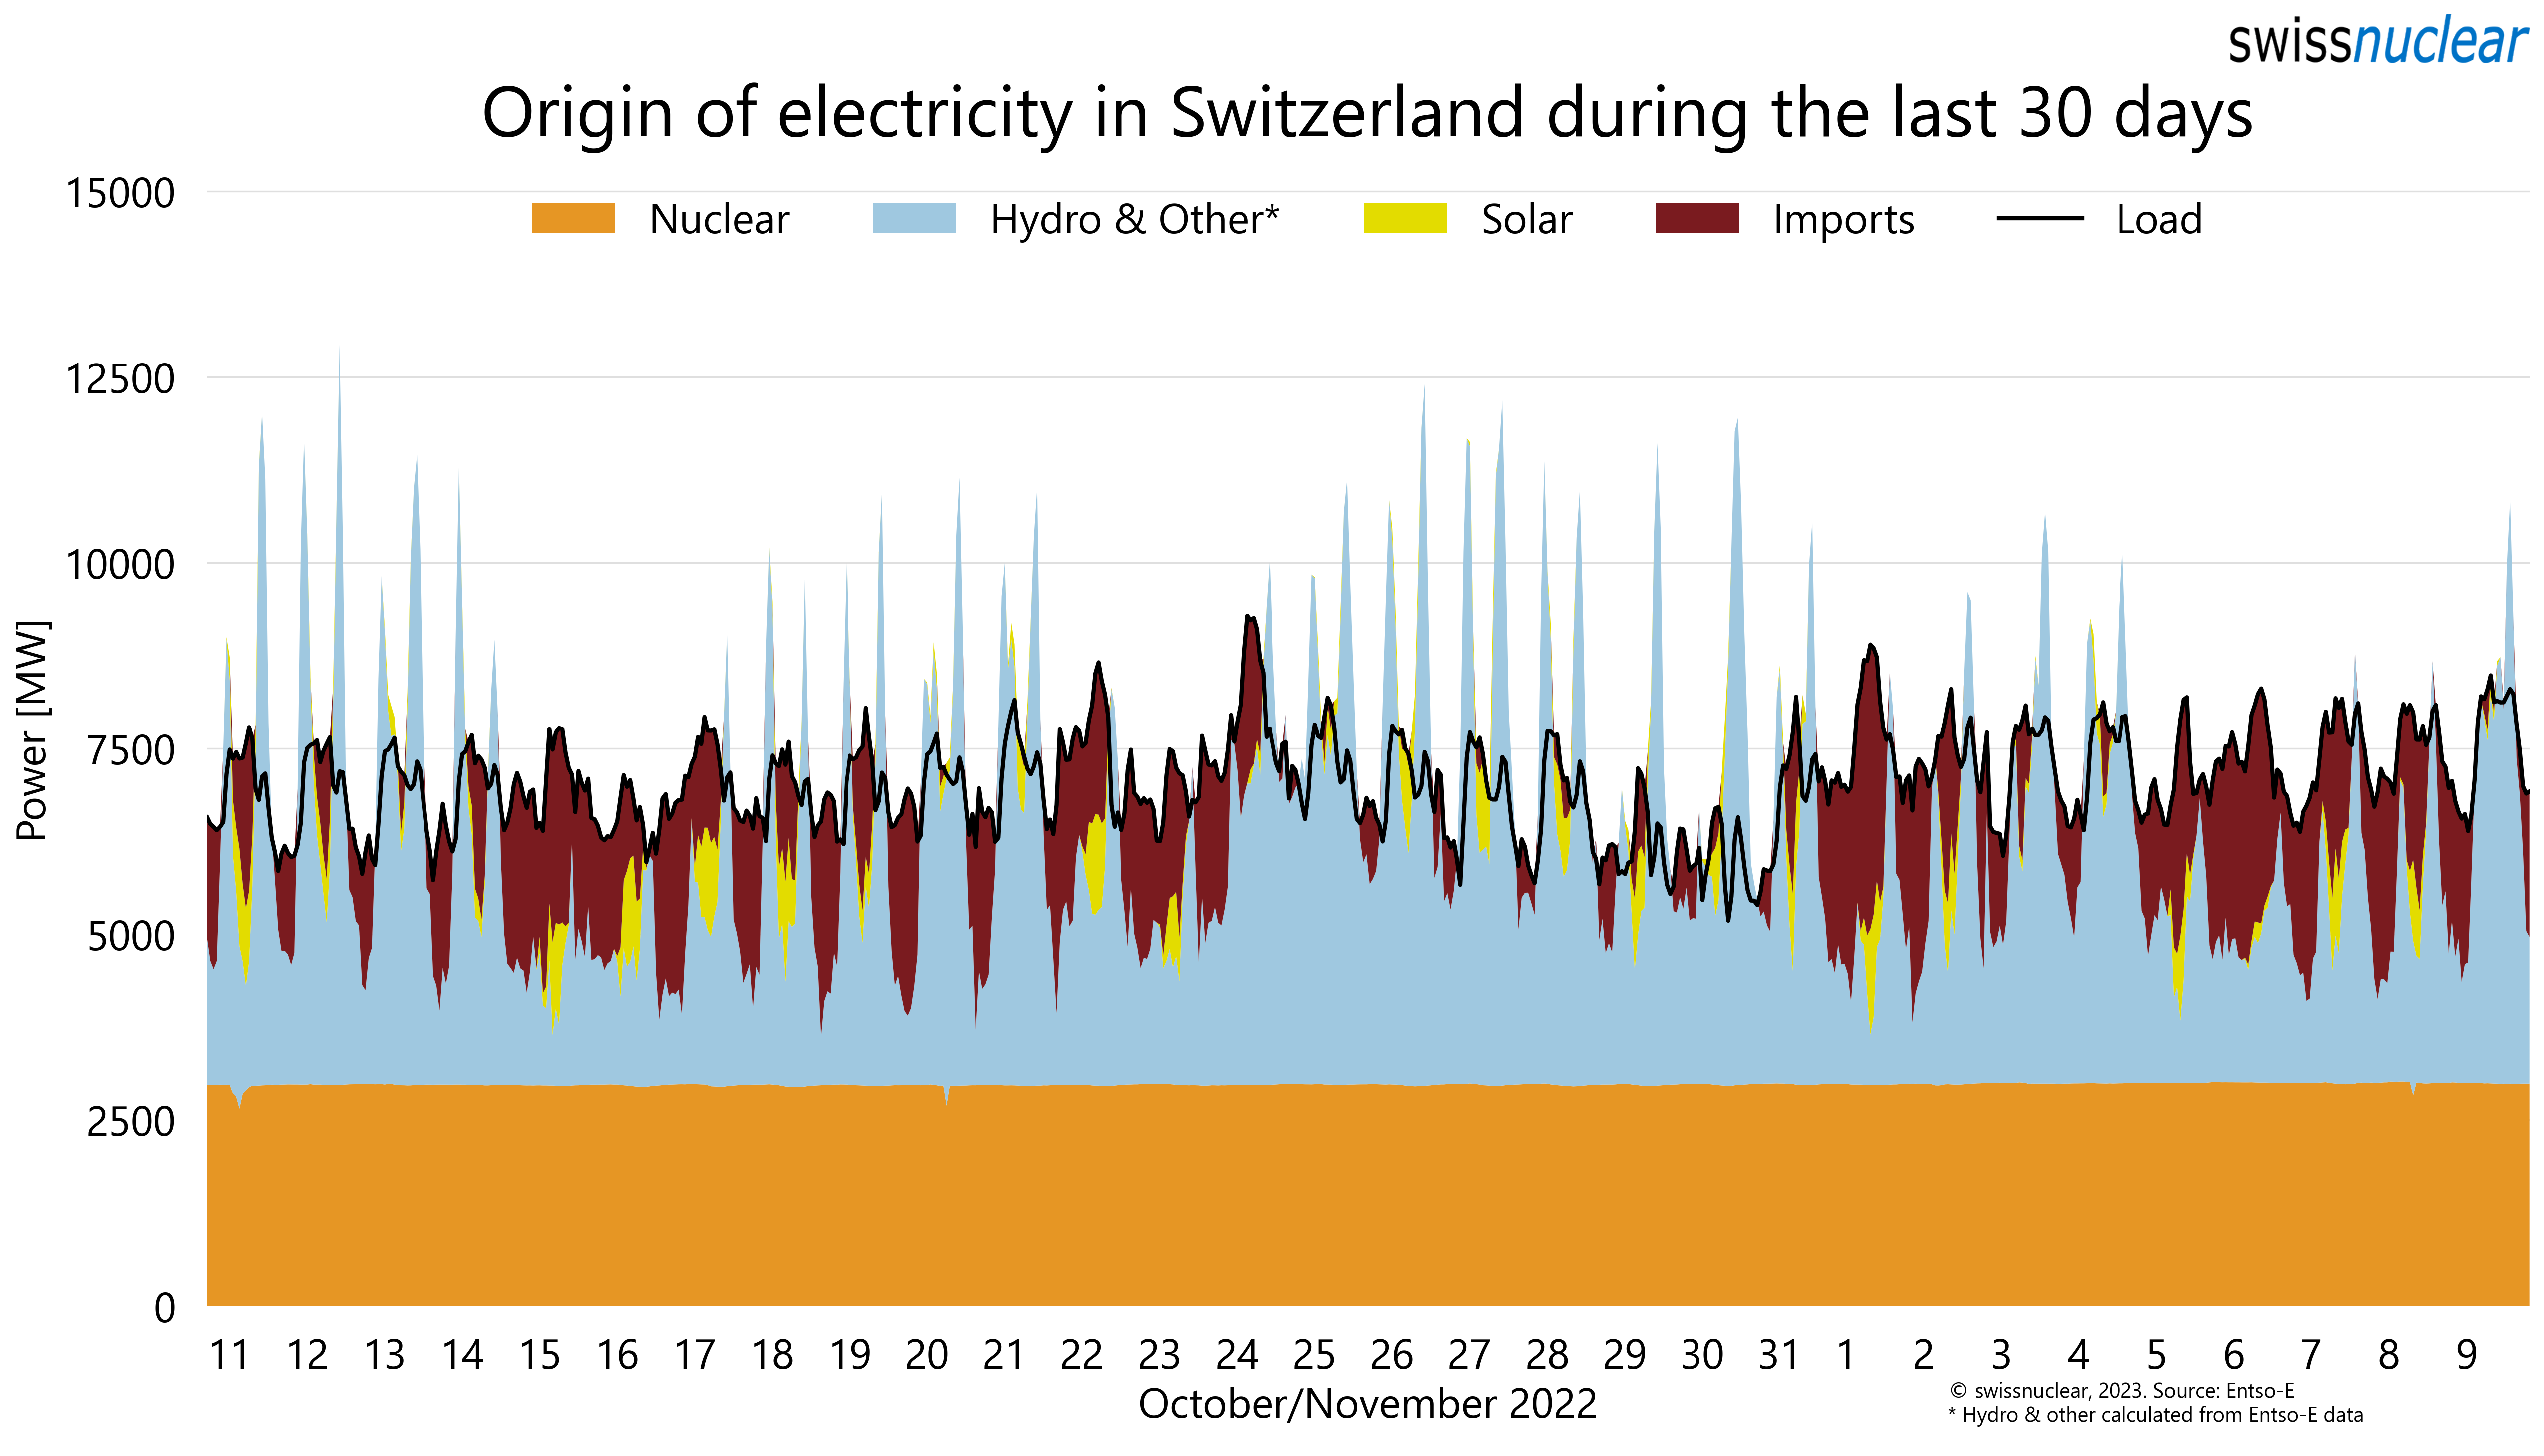 swissnuclear
Origin of electricity in Switzerland during the last 30 days
15000
Nuclear Hydro & Other* Solar Imports Load
12500
10000
7500
5000
2500
0
Power [MW]
11 12 13 14 15 16 17 18 19 20 21 22 23 24 25 26 27 28 29 30 31 1 2 3 4 5 6 7 8 9
October/November 2022
© swissnuclear, 2023. Source: Entso-E
* Hydro & other calculated from Entso-E data